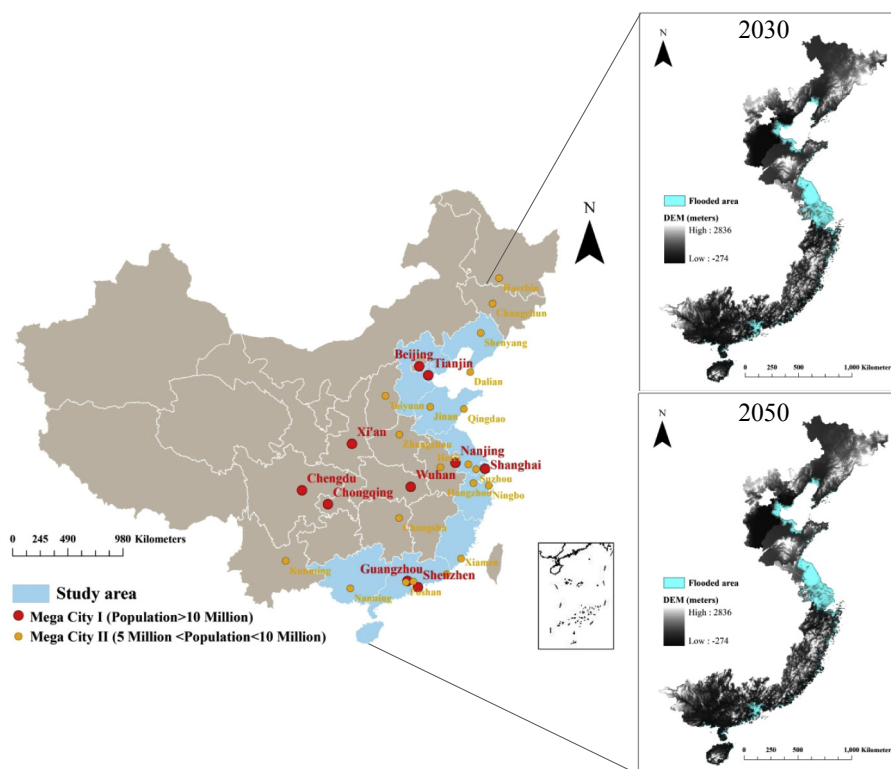 N
Haerbin
Changchun
Shenyang
Beijing
Tianjin
Dalian
Taiyuan
Jinan
Qingdao
Xi'an
Zhengzhou
Nanjing
Hefei
Shanghai
Chengdu
Wuhan
Suzhou
Chongqing
Hangzhou
Ningbo
Changsha
0 245 490 980 Kilometers
Xiamen
Kunming
Guangzhou
Shenzhen
Nanning
Foshan
Study area
Mega City I (Population>10 Million)
Mega City II (5 Million <Population<10 Million)
2030
N
Flooded area
DEM (meters)
High : 2836
Low : -274
0 250 500 1,000 Kilometers
2050
N
Flooded area
DEM (meters)
High : 2836
Low : -274
0 250 500 1,000 Kilometers